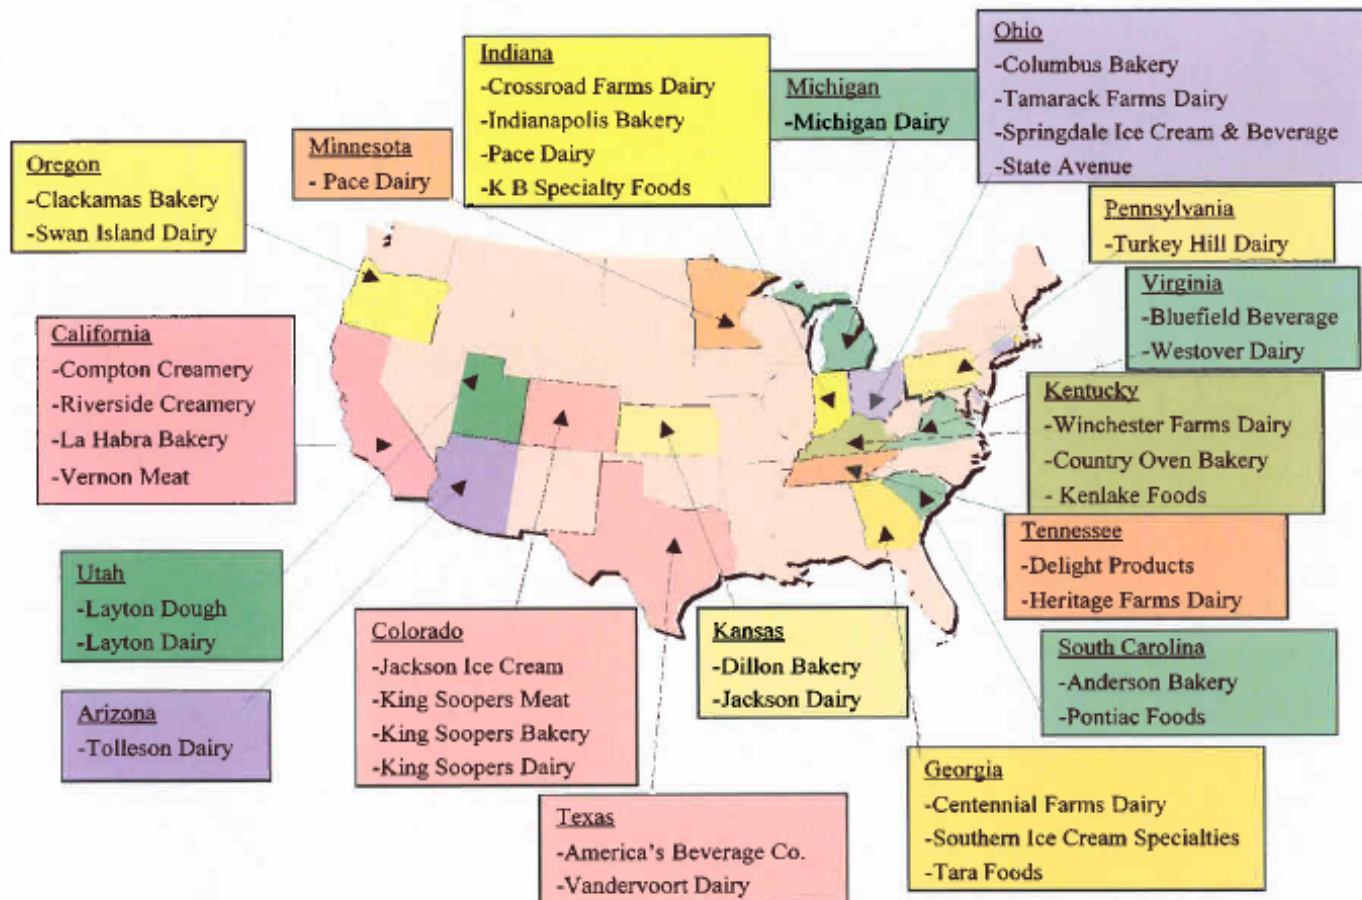 Ohio
-Columbus Bakery
-Tamarack Farms Dairy
-Springdale Ice Cream & Beverage
-State Avenue
Indiana
-Crossroad Farms Dairy
-Indianapolis Bakery
-Pace Dairy
-K B Specialty Foods
Michigan
-Michigan Dairy
Minnesota
- Pace Dairy
Oregon
-Clackamas Bakery
-Swan Island Dairy
Pennsylvania
-Turkey Hill Dairy
Virginia
-Bluefield Beverage
-Westover Dairy
California
-Compton Creamery
-Riverside Creamery
-La Habra Bakery
-Vernon Meat
Kentucky
-Winchester Farms Dairy
-Country Oven Bakery
- Kenlake Foods
Tennessee
-Delight Products
-Heritage Farms Dairy
Utah
-Layton Dough
-Layton Dairy
Colorado
-Jackson Ice Cream
-King Soopers Meat
-King Soopers Bakery
-King Soopers Dairy
Kansas
-Dillon Bakery
-Jackson Dairy
South Carolina
-Anderson Bakery
-Pontiac Foods
Arizona
-Tolleson Dairy
Georgia
-Centennial Farms Dairy
-Southern Ice Cream Specialties
-Tara Foods
Texas
-America's Beverage Co.
-Vandervoort Dairy